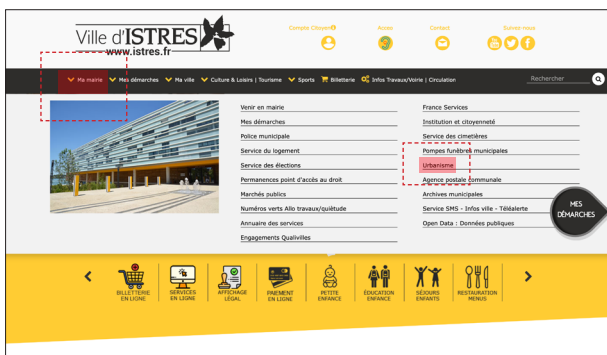 Ville d'ISTRES
www.istres.fr
Compte Citoyen
Acceo
Contact
Suivez-nous
Ma mairie
Mes démarches
Ma ville
Culture & Loisirs | Tourisme
Sports
Billetterie
Infos Travaux/Voirie | Circulation
Rechercher
Venir en mairie
Mes démarches
Police municipale
Service du logement
Service des élections
Permanences point d'accès au droit
Marchés publics
Numéros verts Allo travaux/quiétude
Annuaire des services
Engagements Qualivilles
France Services
Institution et citoyenneté
Service des cimetières
Pompes funèbres municipales
Urbanisme
Agence postale communale
Archives municipales
Service SMS - Infos ville - Téléalerte
Open Data : Données publiques
MES
DÉMARCHES
BILLETTERIE
EN LIGNE
SERVICES
EN LIGNE
AFFICHAGE
LÉGAL
PAIEMENT
EN LIGNE
PETITE
ENFANCE
ÉDUCATION
ENFANCE
SÉJOURS
ENFANTS
RESTAURATION
MENUS